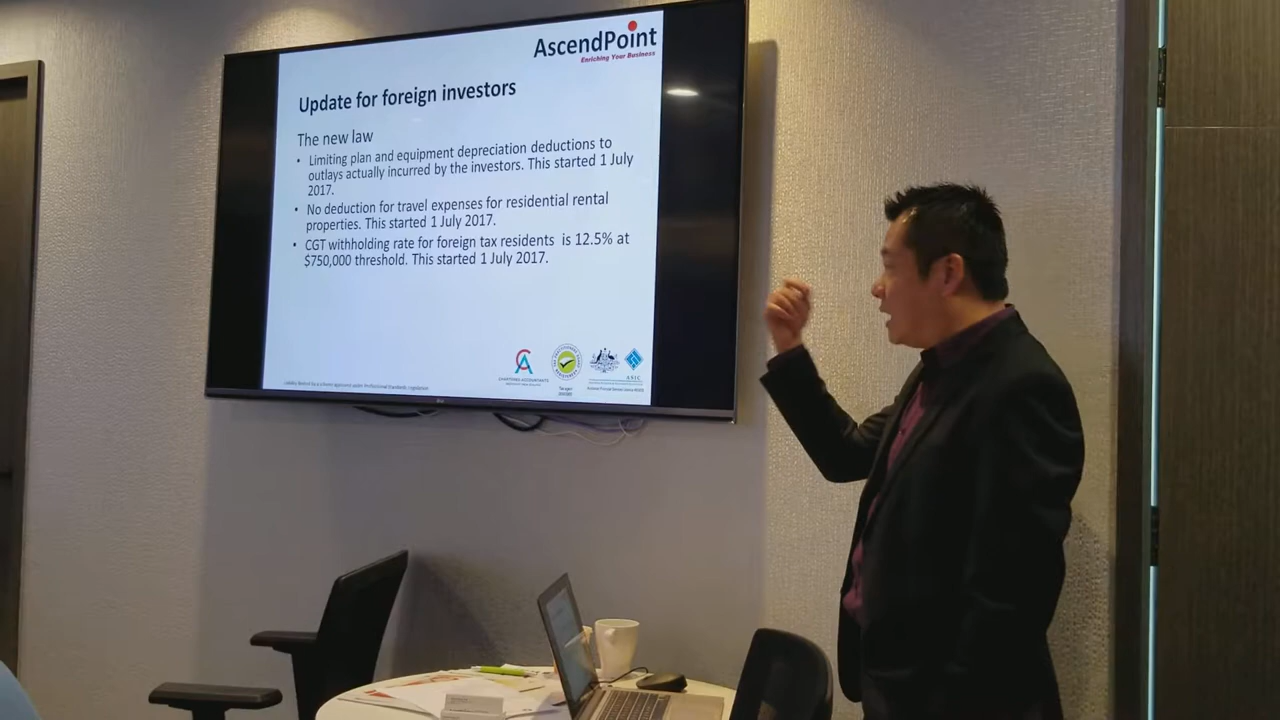 AscendPoint
Enriching Your Business
Update for foreign investors
The new law
• Limiting plan and equipment depreciation deductions to
outlays actually incurred by the investors. This started 1 July
2017.
• No deduction for travel expenses for residential rental
properties. This started 1 July 2017.
• CGT withholding rate for foreign tax residents is 12.5% at
$750,000 threshold. This started 1 July 2017.
CHARTERED ACCOUNTANTS
ASIC